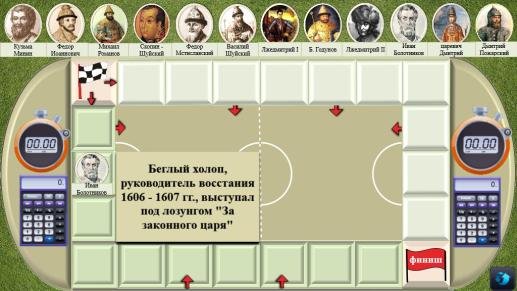 Кузьма
Минин
Федор
Иоаннович
Михаил
Романов
Скопин -
Шуйский
Федор
Мстиславский
Василий
Шуйский
Лжедмитрий I
Б. Годунов
Лжедмитрий II
Иван
Болотников
царевич
Дмитрий
Дмитрий
Пожарский
00.00
00.00
0.
0.
Иван
Болотников
Беглый холоп,
руководитель восстания
1606 - 1607 гг., выступал
под лозунгом "За
законного царя"
финиш